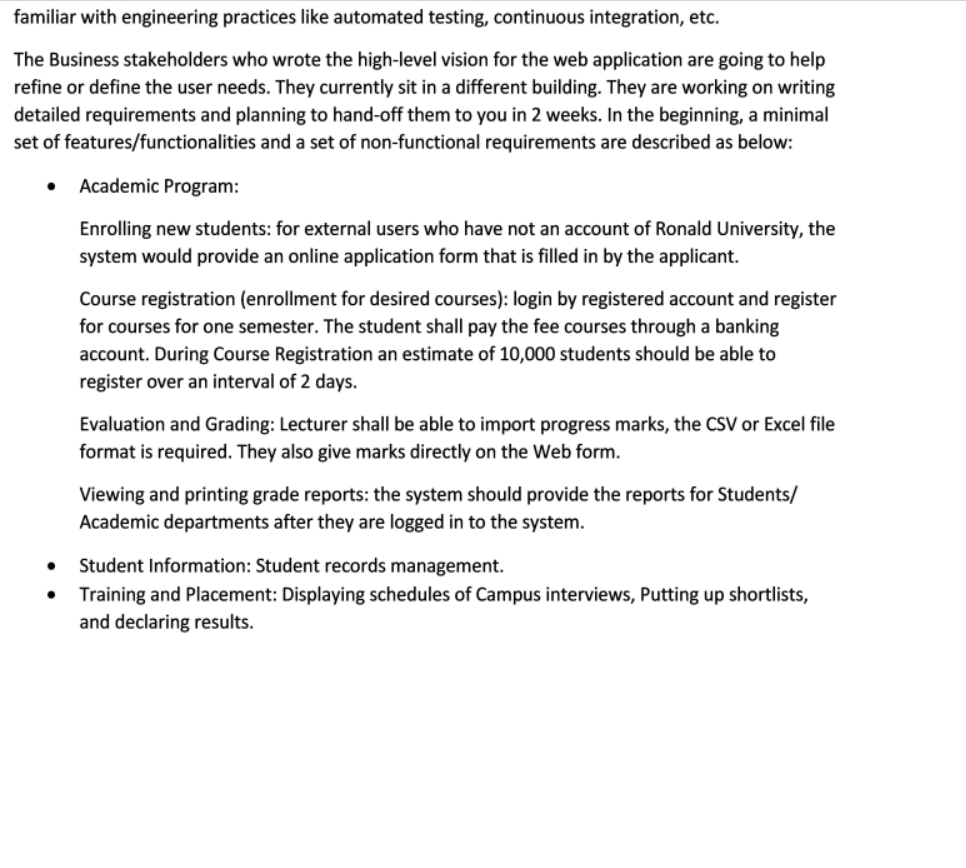 familiar with engineering practices like automated testing, continuous integration, etc.
The Business stakeholders who wrote the high-level vision for the web application are going to help
refine or define the user needs. They currently sit in a different building. They are working on writing
detailed requirements and planning to hand-off them to you in 2 weeks. In the beginning, a minimal
set of features/functionalities and a set of non-functional requirements are described as below:
• Academic Program:
Enrolling new students: for external users who have not an account of Ronald University, the
system would provide an online application form that is filled in by the applicant.
Course registration (enrollment for desired courses): login by registered account and register
for courses for one semester. The student shall pay the fee courses through a banking
account. During Course Registration an estimate of 10,000 students should be able to
register over an interval of 2 days.
Evaluation and Grading: Lecturer shall be able to import progress marks, the CSV or Excel file
format is required. They also give marks directly on the Web form.
Viewing and printing grade reports: the system should provide the reports for Students/
Academic departments after they are logged in to the system.
• Student Information: Student records management.
• Training and Placement: Displaying schedules of Campus interviews, Putting up shortlists,
and declaring results.